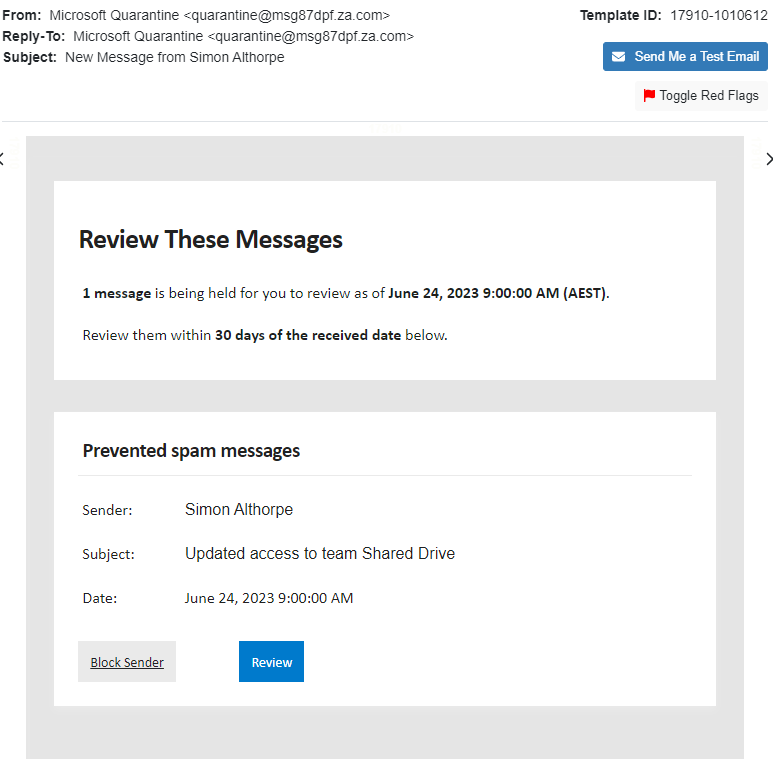 From: Microsoft Quarantine <quarantine@msg87dpf.za.com>
Template ID: 17910-1010612
Reply-To: Microsoft Quarantine <quarantine@msg87dpf.za.com>
Subject: New Message from Simon Althorpe
Send Me a Test Email
Toggle Red Flags
Review These Messages
1 message is being held for you to review as of June 24, 2023 9:00:00 AM (AEST).
Review them within 30 days of the received date below.
Prevented spam messages
Sender: Simon Althorpe
Subject: Updated access to team Shared Drive
Date: June 24, 2023 9:00:00 AM
Block Sender Review